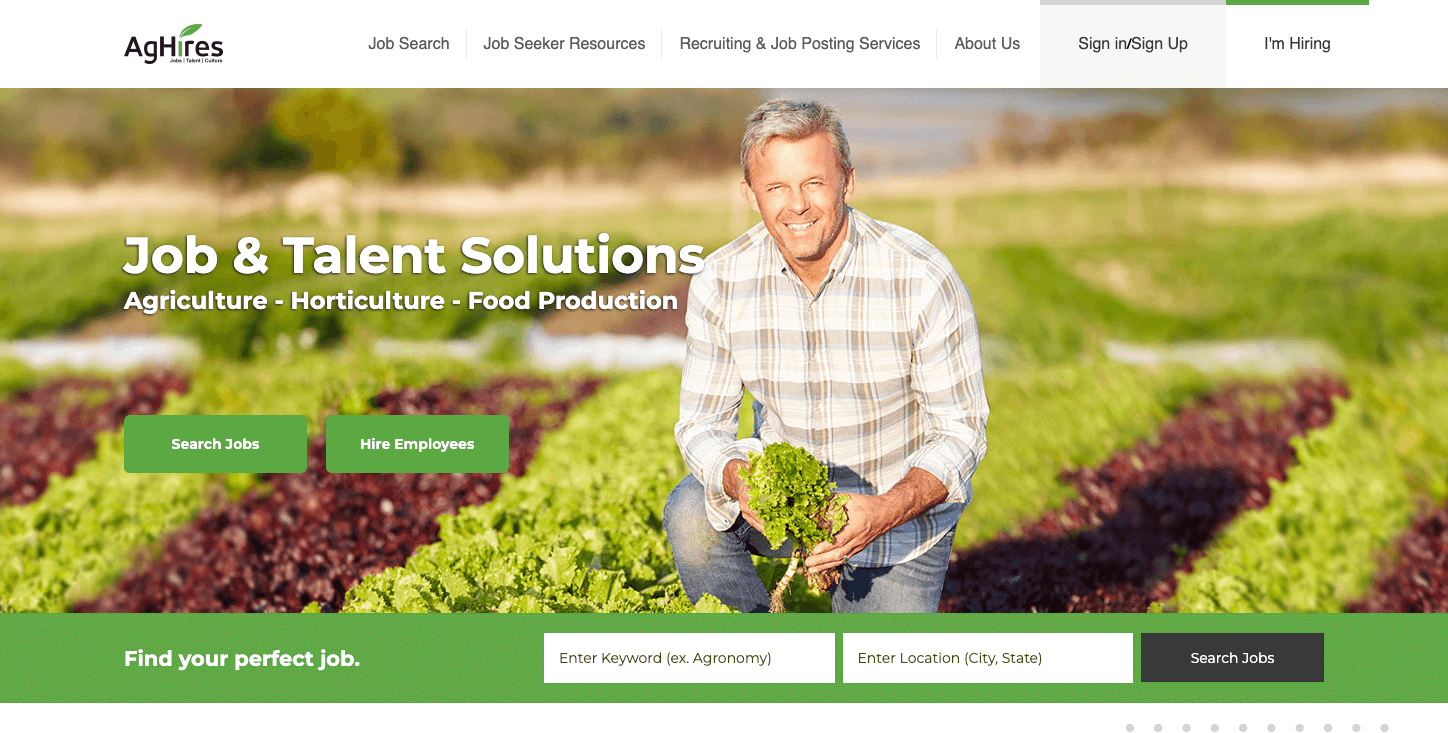 AgHires
Jobs | Talent | Culture
Job Search
Job Seeker Resources
Recruiting & Job Posting Services
About Us
Sign in/Sign Up
I'm Hiring
Job & Talent Solutions
Agriculture - Horticulture - Food Production
Search Jobs
Hire Employees
Find your perfect job.
Enter Keyword (ex. Agronomy)
Enter Location (City, State)
Search Jobs